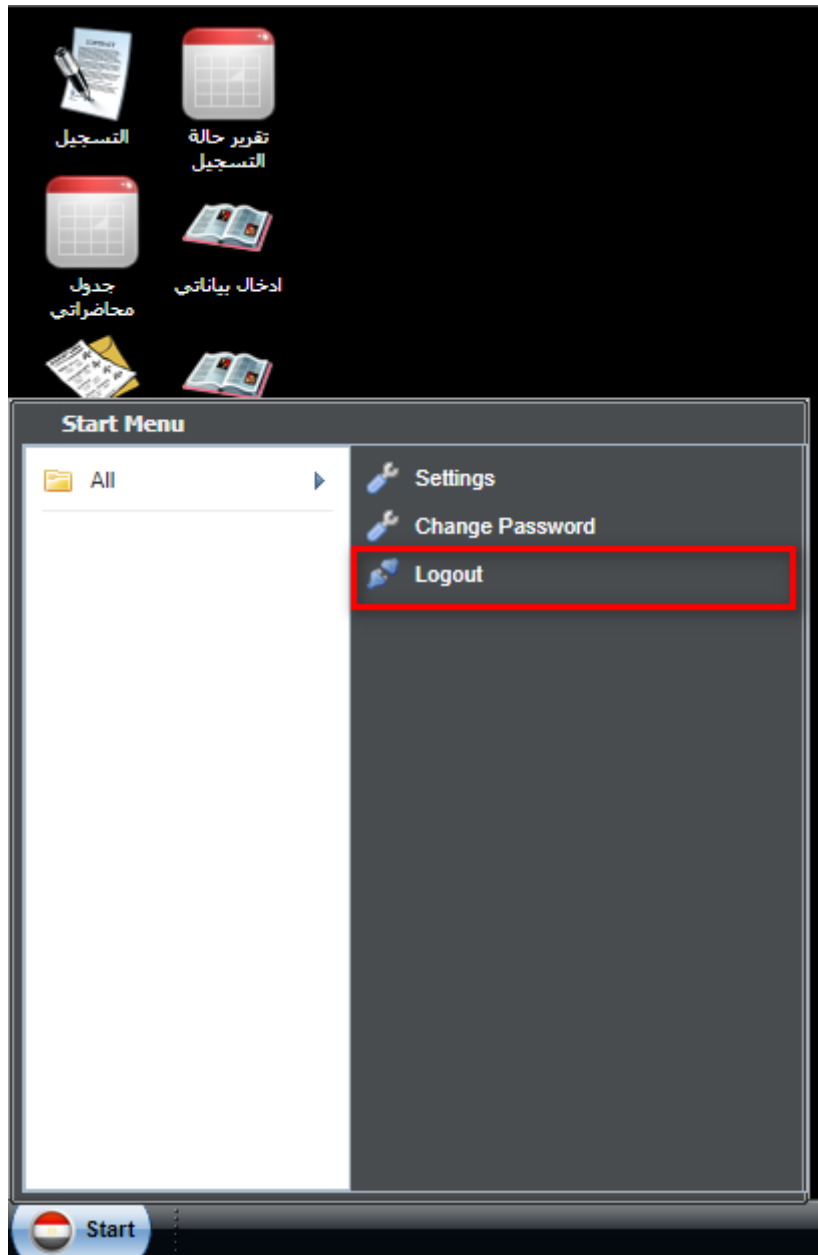 التسجيل
تقرير حالة
التسجيل
جدول
محاضراتي
ادخال بياناتي
Start Menu
All
Settings
Change Password
Logout
Start